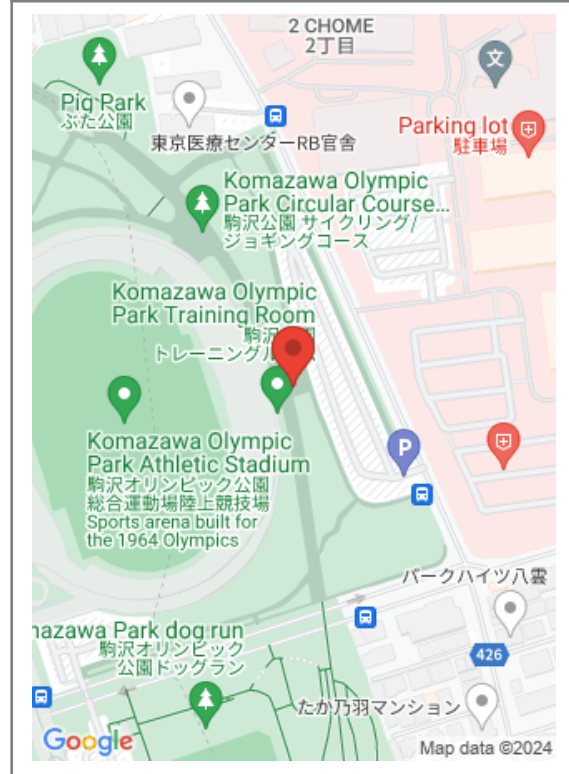 2 CHOME
2丁目
文
Pig Park
ぶた公園
東京医療センターRB官舎
Parking lot
駐車場
Komazawa Olympic
Park Circular Course...
駒沢公園 サイクリング/
ジョギングコース
Komazawa Olympic
Park Training Room
駒沢
トレーニングル
Komazawa Olympic
Park Athletic Stadium
駒沢オリンピック公園
総合運動場陸上競技場
Sports arena built for
the 1964 Olympics
P
パークハイツ八雲
mazawa Park dog run
駒沢オリンピック
公園ドッグラン
426
たか乃羽マンション
Google
Map data ©2024